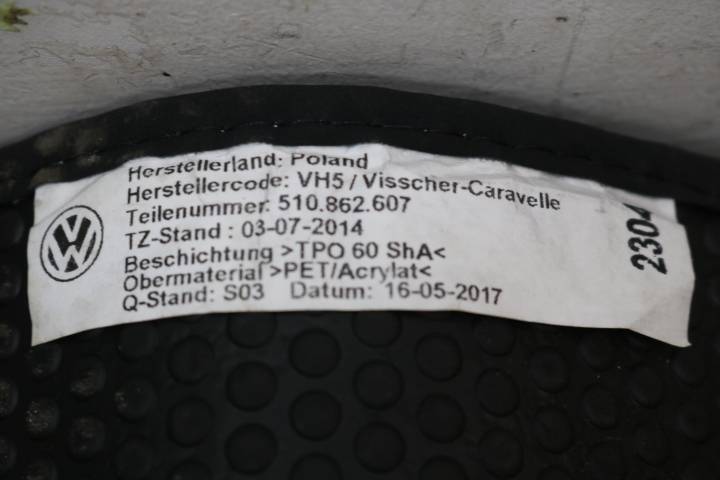 Herstellerland: Poland
Herstellercode: VH5 / Visscher-Caravelle
Teilenummer: 510.862.607
TZ-Stand : 03-07-2014
Beschichtung >TPO 60 ShA<
Obermaterial >PET/Acrylat<
Q-Stand: S03 Datum: 16-05-2017
2304